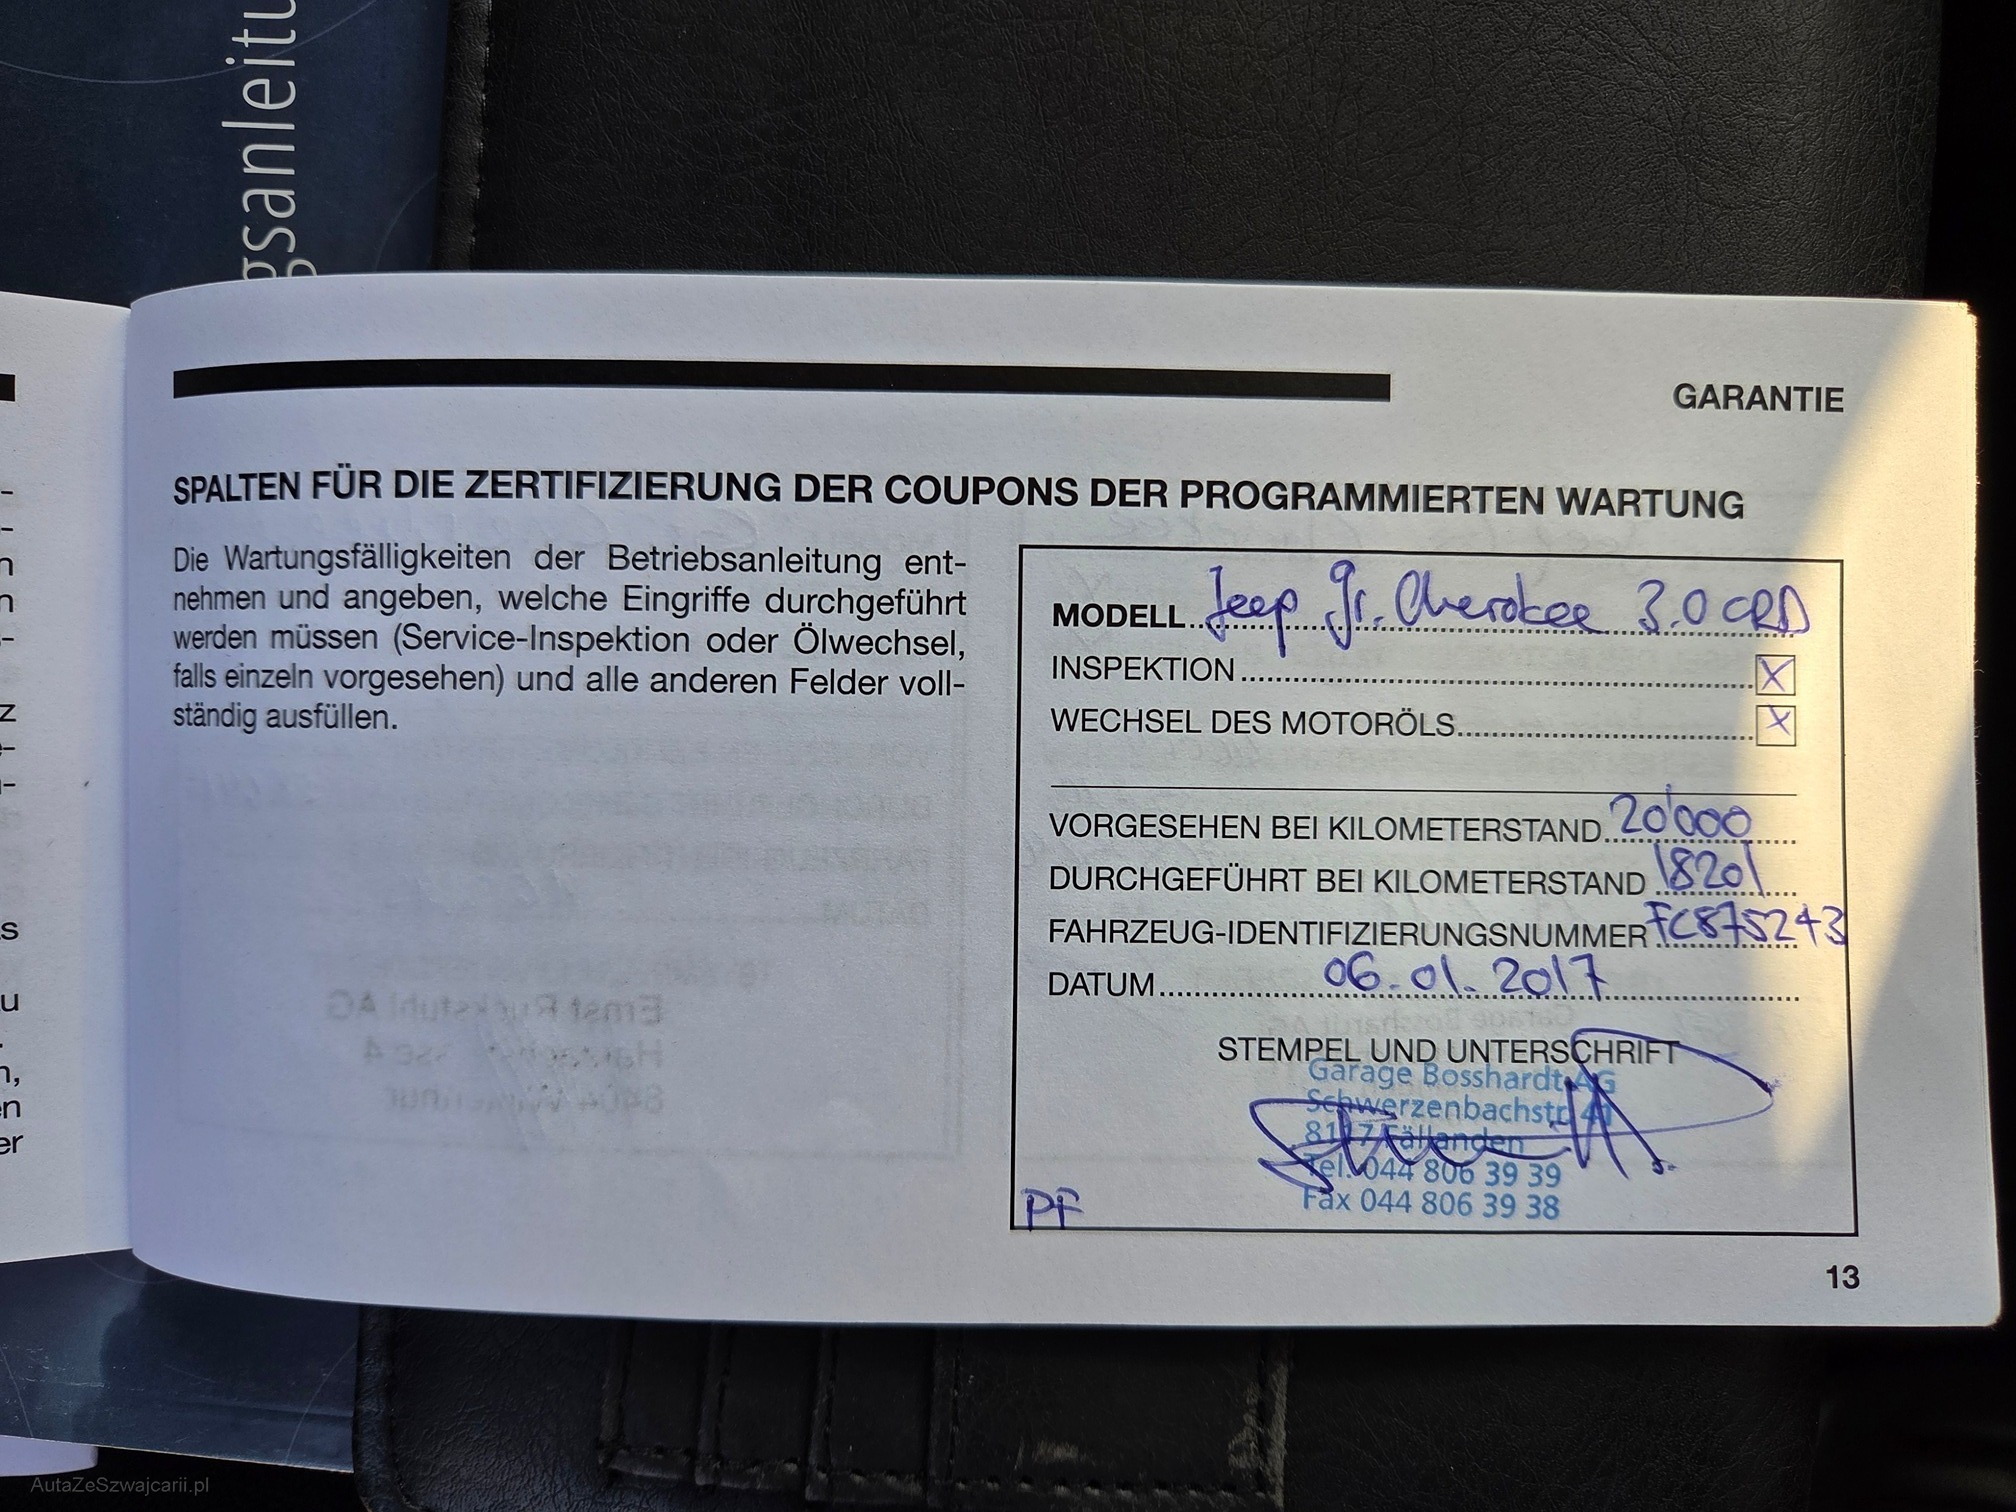 gsanleitu
GARANTIE
SPALTEN FÜR DIE ZERTIFIZIERUNG DER COUPONS DER PROGRAMMIERTEN WARTUNG
Die Wartungsfälligkeiten der Betriebsanleitung ent-
nehmen und angeben, welche Eingriffe durchgeführt
werden müssen (Service-Inspektion oder Ölwechsel,
falls einzeln vorgesehen) und alle anderen Felder voll-
ständig ausfüllen.
MODELL Jeep Gr. Cherokee 3.0 CRD
INSPEKTION X
WECHSEL DES MOTORÖLS X
VORGESEHEN BEI KILOMETERSTAND 20'000
DURCHGEFÜHRT BEI KILOMETERSTAND 18201
FAHRZEUG-IDENTIFIZIERUNGSNUMMER FC875243
DATUM 06.01.2017
STEMPEL UND UNTERSCHRIFT
Garage Bosshardt AG
Schwerzenbachstr. 41
8117 Fällanden
Tel. 044 806 39 39
Fax 044 806 39 38
PF
13
AutaZeSzwajcarii.pl